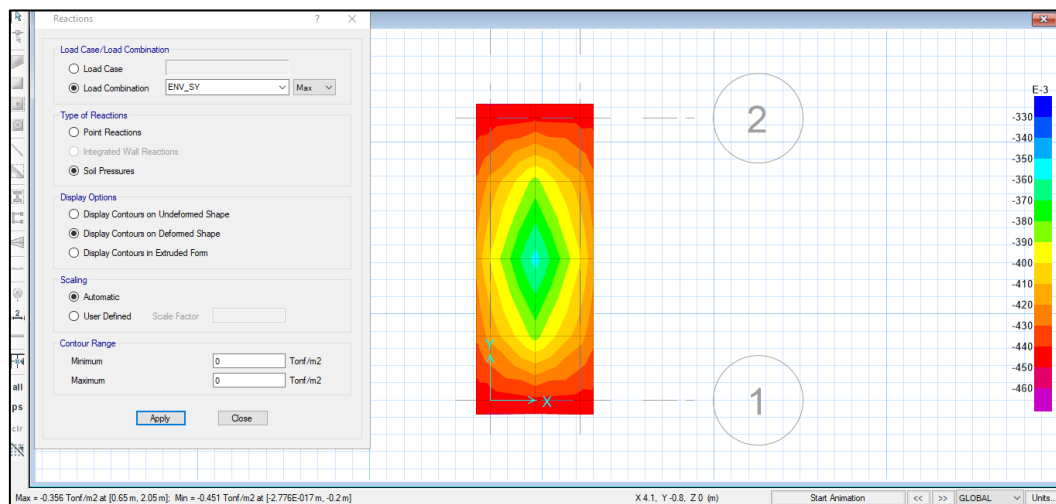 Reactions
?
Load Case/Load Combination
Load Case
Load Combination
ENV_SY
Max
Type of Reactions
Point Reactions
Integrated Wall Reactions
Soil Pressures
Display Options
Display Contours on Undeformed Shape
Display Contours on Deformed Shape
Display Contours in Extruded Form
Scaling
Automatic
User Defined
Scale Factor
Contour Range
Minimum
0
Tonf/m2
Maximum
0
Tonf/m2
Apply
Close
2
all
ps
clr
2
1
Y
X
E-3
-330
-340
-350
-360
-370
-380
-390
-400
-410
-420
-430
-440
-450
-460
Max = -0.356 Tonf/m2 at [0.65 m, 2.05 m]; Min = -0.451 Tonf/m2 at [-2.776E-017 m, -0.2 m]
X 4.1, Y -0.8, Z 0 (m)
Start Animation
<<
>>
GLOBAL
Units...